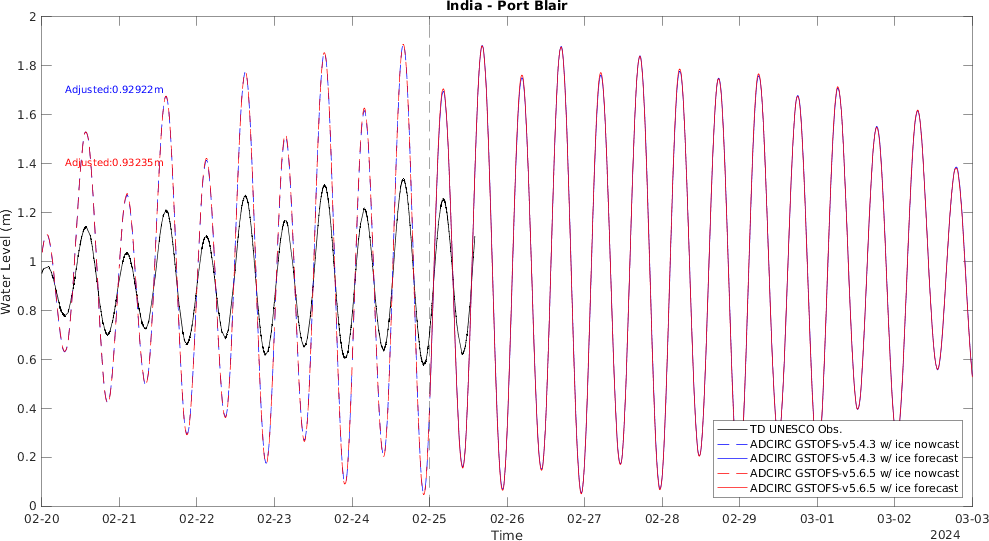 India - Port Blair
Water Level (m)
2
1.8
1.6
1.4
1.2
1
0.8
0.6
0.4
0.2
0
Adjusted:0.92922m
Adjusted:0.93235m
TD UNESCO Obs.
ADCIRC GSTOFS-v5.4.3 w/ ice nowcast
ADCIRC GSTOFS-v5.4.3 w/ ice forecast
ADCIRC GSTOFS-v5.6.5 w/ ice nowcast
ADCIRC GSTOFS-v5.6.5 w/ ice forecast
02-20 02-21 02-22 02-23 02-24 02-25 02-26 02-27 02-28 02-29 03-01 03-02 03-03
Time
2024